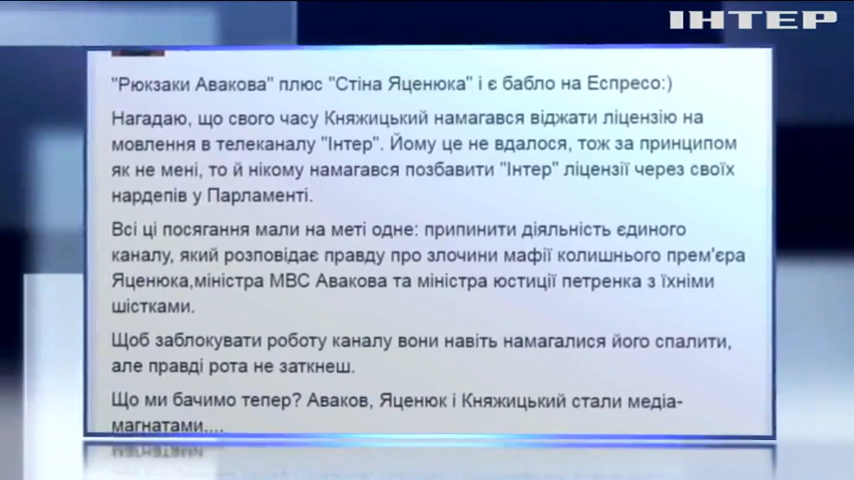 ІНТЕР
"Рюкзаки Авакова" плюс "Стіна Яценюка" і є бабло на Еспресо:)
Нагадаю, що свого часу Княжицький намагався віджати ліцензію на
мовлення в телеканалу "Інтер". Йому це не вдалося, тож за принципом
як не мені, то й нікому намагався позбавити "Інтер" ліцензії через своїх
нардепів у Парламенті.
Всі ці посягання мали на меті одне: припинити діяльність єдиного
каналу, який розповідає правду про злочини мафії колишнього прем'єра
Яценюка,міністра МВС Авакова та міністра юстиції петренка з їхніми
шістками.
Щоб заблокувати роботу каналу вони навіть намагалися його спалити,
але правді рота не заткнеш.
Що ми бачимо тепер? Аваков, Яценюк і Княжицький стали медіа-
магнатами....